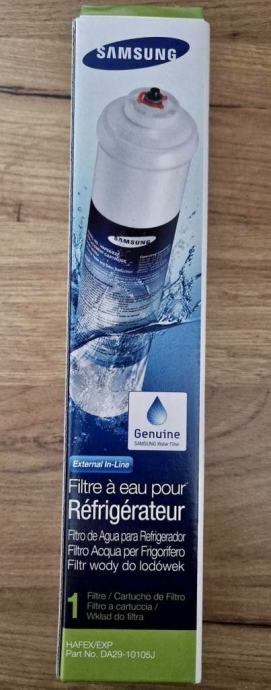 SAMSUNG
SAMSUNG
Genuine
SAMSUNG Water Filter
External In-Line
Filtre à eau pour
Réfrigérateur
Filtro de Agua para Refrigerador
Filtro Acqua per Frigorifero
Filtr wody do lodówek
1 Filtre / Cartucho de Filtro
Filtro a cartuccia /
Wkład do filtra
HAFEX/EXP
Part No. DA29-10105J